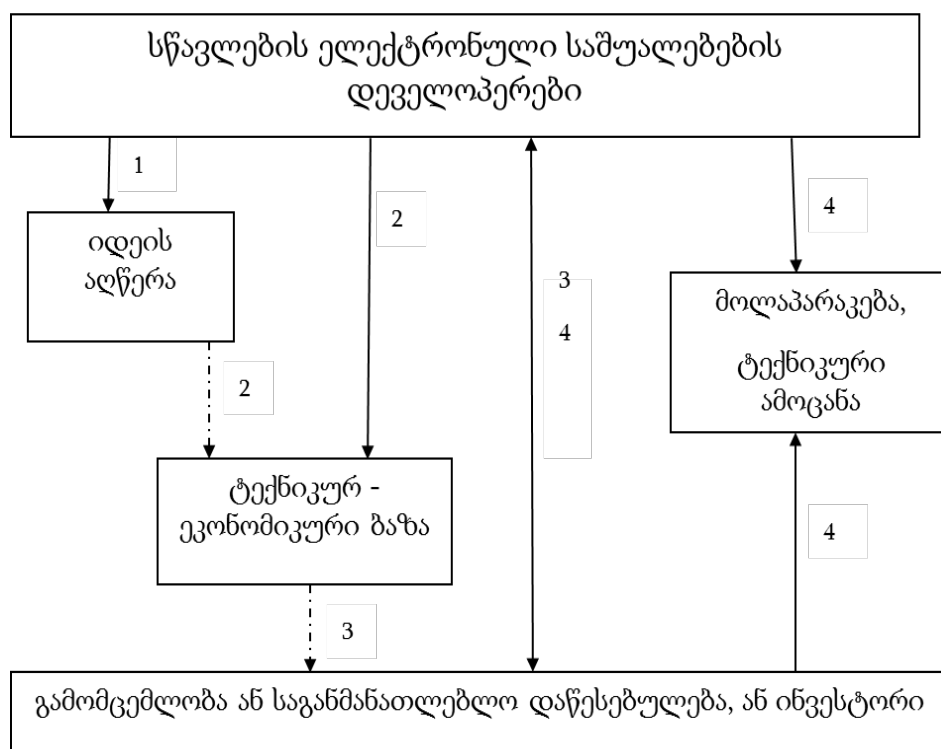 სწავლების ელექტრონული საშუალებების
დეველოპერები
1
2
4
იდეის
აღწერა
3
4
მოლაპარაკება,
ტექნიკური
ამოცანა
2
ტექნიკურ -
ეკონომიკური ბაზა
4
3
გამომცემლობა ან საგანმანათლებლო დაწესებულება, ან ინვესტორი